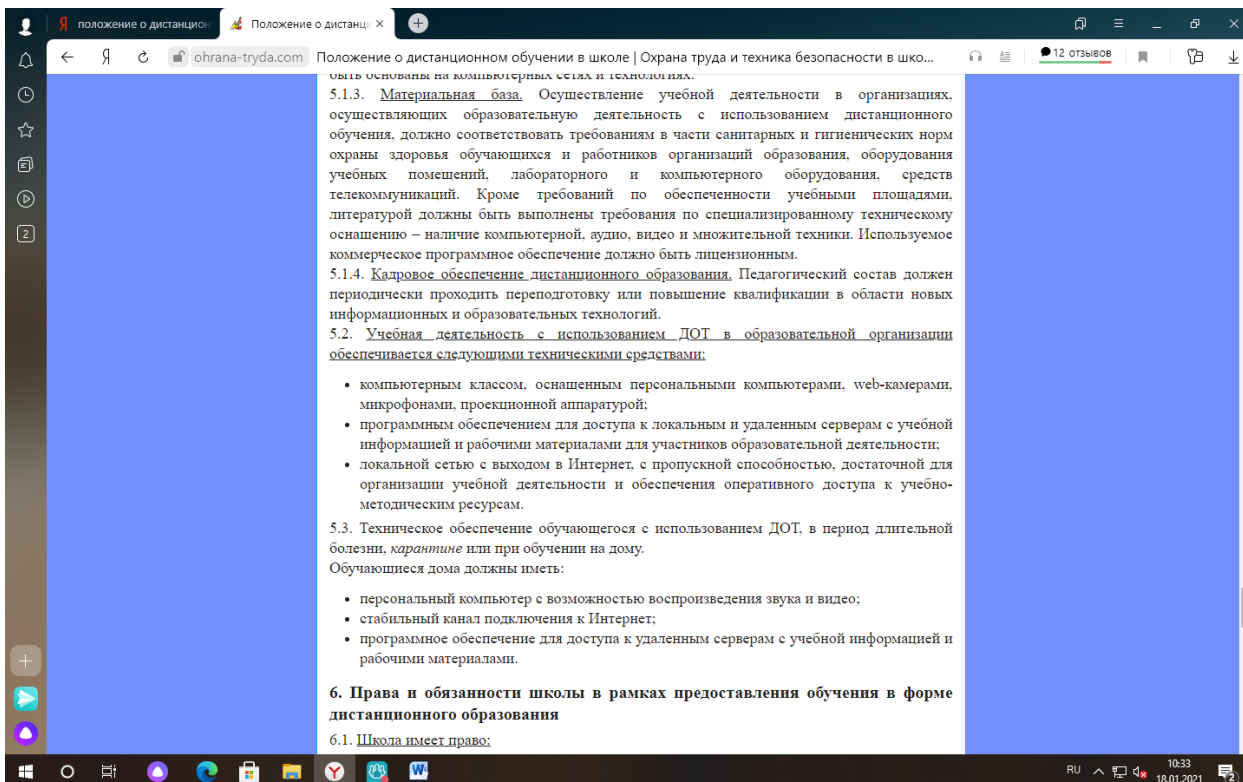 положение о дистанцион
Положение о дистанци
ohrana-tryda.com Положение о дистанционном обучении в школе | Охрана труда и техника безопасности в шко... 12 отзывов
быть основаны на компьютерных сетях и технологиях.
5.1.3. Материальная база. Осуществление учебной деятельности в организациях,
осуществляющих образовательную деятельность с использованием дистанционного
обучения, должно соответствовать требованиям в части санитарных и гигиенических норм
охраны здоровья обучающихся и работников организаций образования, оборудования
учебных помещений, лабораторного и компьютерного оборудования, средств
телекоммуникаций. Кроме требований по обеспеченности учебными площадями,
литературой должны быть выполнены требования по специализированному техническому
оснащению – наличие компьютерной, аудио, видео и множительной техники. Используемое
коммерческое программное обеспечение должно быть лицензионным.
5.1.4. Кадровое обеспечение дистанционного образования. Педагогический состав должен
периодически проходить переподготовку или повышение квалификации в области новых
информационных и образовательных технологий.
5.2. Учебная деятельность с использованием ДОТ в образовательной организации
обеспечивается следующими техническими средствами:
• компьютерным классом, оснащенным персональными компьютерами, web-камерами,
микрофонами, проекционной аппаратурой;
• программным обеспечением для доступа к локальным и удаленным серверам с учебной
информацией и рабочими материалами для участников образовательной деятельности;
• локальной сетью с выходом в Интернет, с пропускной способностью, достаточной для
организации учебной деятельности и обеспечения оперативного доступа к учебно-
методическим ресурсам.
5.3. Техническое обеспечение обучающегося с использованием ДОТ, в период длительной
болезни, карантине или при обучении на дому.
Обучающиеся дома должны иметь:
• персональный компьютер с возможностью воспроизведения звука и видео;
• стабильный канал подключения к Интернет;
• программное обеспечение для доступа к удаленным серверам с учебной информацией и
рабочими материалами.
6. Права и обязанности школы в рамках предоставления обучения в форме
дистанционного образования
6.1. Школа имеет право:
2
RU
10:33
18.01.2021
2